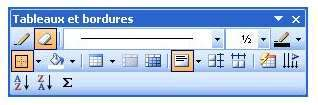 Tableaux et bordures
½
A
Z
Z
A
Σ